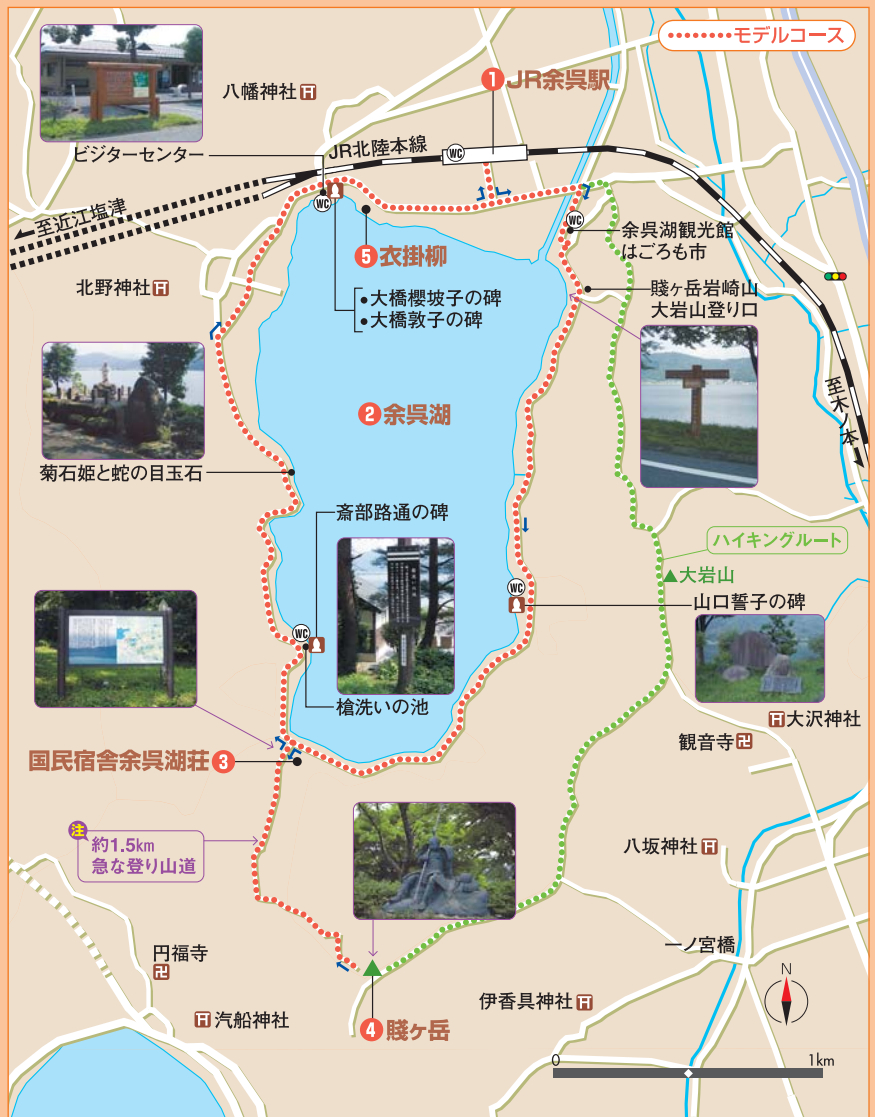 モデルコース
1 JR余呉駅
八幡神社
ビジターセンター
JR北陸本線
WC
至近江塩津
WC
WC
余呉湖観光館
はごろも市
5 衣掛柳
北野神社
●大橋櫻坡子の碑
●大橋敦子の碑
賤ヶ岳岩崎山
大岩山登り口
至木ノ本
2 余呉湖
菊石姫と蛇の目玉石
斎部路通の碑
ハイキングルート
▲大岩山
WC
山口誓子の碑
WC
槍洗いの池
大沢神社
観音寺
国民宿舎余呉湖荘 3
注
約1.5km
急な登り山道
八坂神社
円福寺
一ノ宮橋
N
伊香具神社
汽船神社
4 賤ヶ岳
0 1km